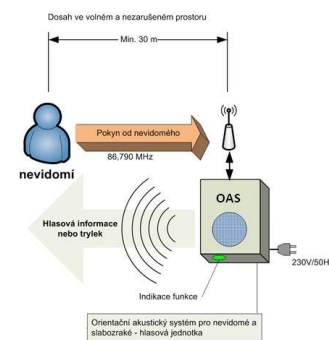 Dosah ve volném a nezarušeném prostoru
Min. 30 m
Pokyn od nevidomého
86,790 MHz
nevidomí
OAS
Hlasová informace
nebo trylek
230V/50H
Indikace funkce
Orientační akustický systém pro nevidomé a
slabozraké - hlasová jednotka